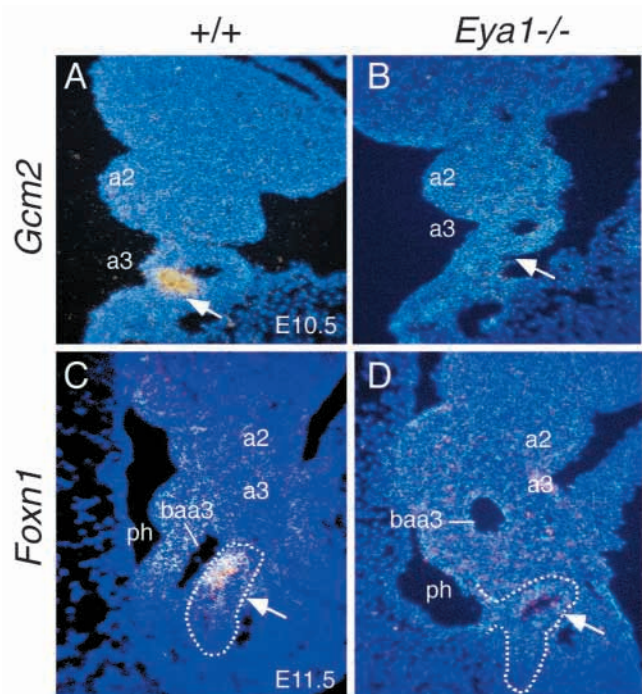 +/+
Eya1-/-
Gcm2
A
a2
a3
E10.5
B
a2
a3
Foxn1
C
a2
a3
baa3
ph
E11.5
D
a2
a3
baa3
ph